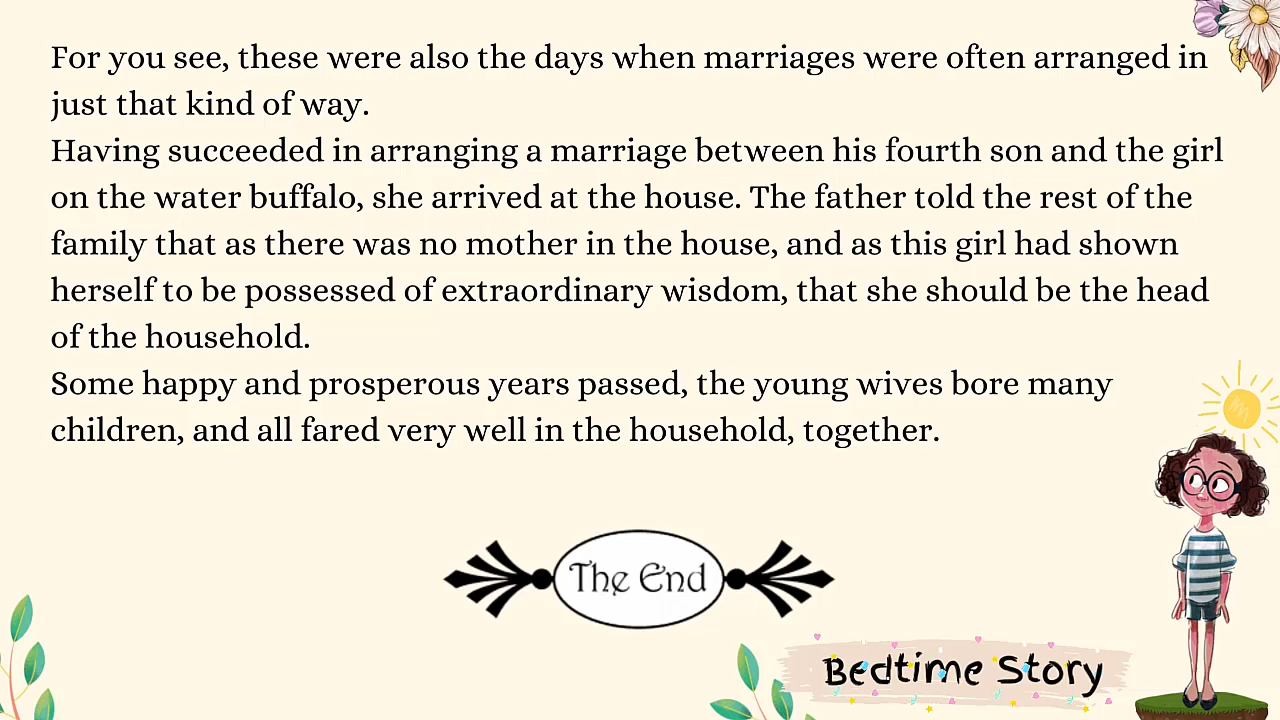 For you see, these were also the days when marriages were often arranged in
just that kind of way.
Having succeeded in arranging a marriage between his fourth son and the girl
on the water buffalo, she arrived at the house. The father told the rest of the
family that as there was no mother in the house, and as this girl had shown
herself to be possessed of extraordinary wisdom, that she should be the head
of the household.
Some happy and prosperous years passed, the young wives bore many
children, and all fared very well in the household, together.
The End
Bedtime Story